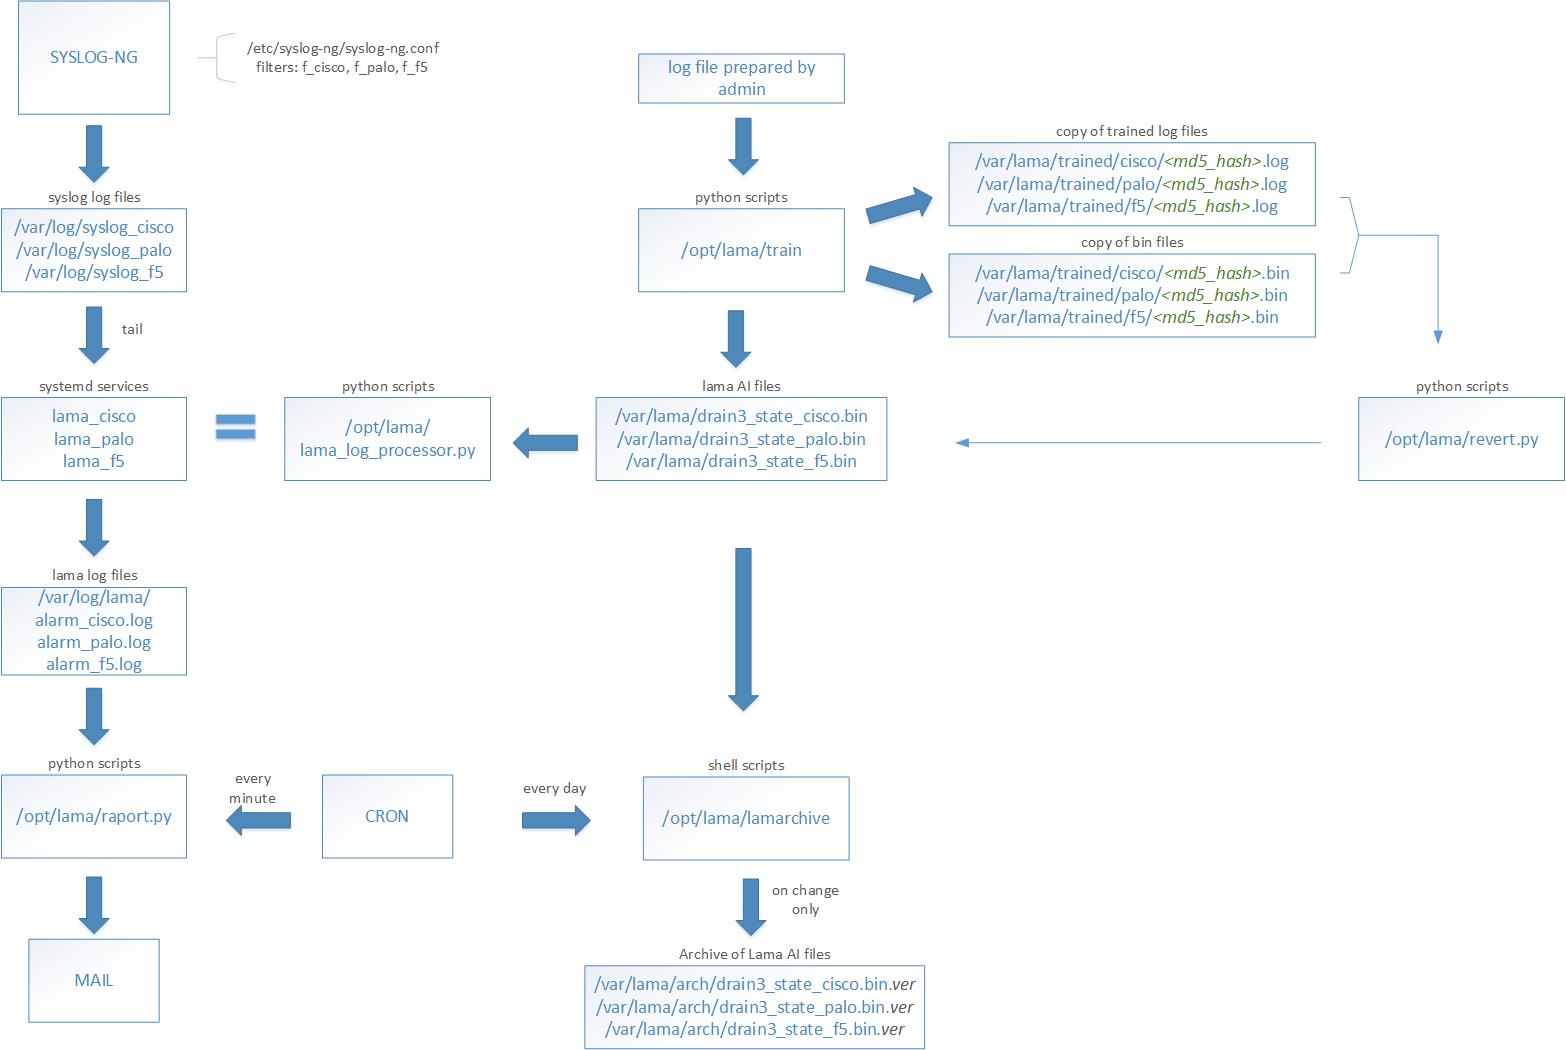 SYSLOG-NG
/etc/syslog-ng/syslog-ng.conf
filters: f_cisco, f_palo, f_f5
log file prepared by
admin
copy of trained log files
/var/lama/trained/cisco/<md5_hash>.log
/var/lama/trained/palo/<md5_hash>.log
/var/lama/trained/f5/<md5_hash>.log
syslog log files
/var/log/syslog_cisco
/var/log/syslog_palo
/var/log/syslog_f5
python scripts
/opt/lama/train
copy of bin files
/var/lama/trained/cisco/<md5_hash>.bin
/var/lama/trained/palo/<md5_hash>.bin
/var/lama/trained/f5/<md5_hash>.bin
tail
systemd services
lama_cisco
lama_palo
lama_f5
python scripts
/opt/lama/
lama_log_processor.py
lama AI files
/var/lama/drain3_state_cisco.bin
/var/lama/drain3_state_palo.bin
/var/lama/drain3_state_f5.bin
python scripts
/opt/lama/revert.py
lama log files
/var/log/lama/
alarm_cisco.log
alarm_palo.log
alarm_f5.log
python scripts
/opt/lama/raport.py
every
minute
CRON
every day
shell scripts
/opt/lama/lamarchive
on change
only
MAIL
Archive of Lama AI files
/var/lama/arch/drain3_state_cisco.bin.ver
/var/lama/arch/drain3_state_palo.bin.ver
/var/lama/arch/drain3_state_f5.bin.ver